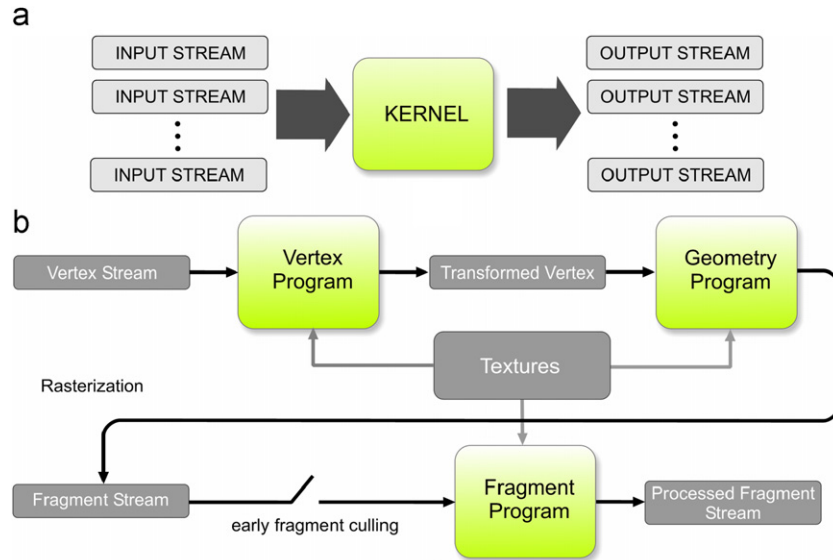 a
INPUT STREAM
INPUT STREAM
INPUT STREAM
KERNEL
OUTPUT STREAM
OUTPUT STREAM
OUTPUT STREAM
b
Vertex Stream
Vertex
Program
Transformed Vertex
Geometry
Program
Textures
Rasterization
Fragment Stream
early fragment culling
Fragment
Program
Processed Fragment
Stream